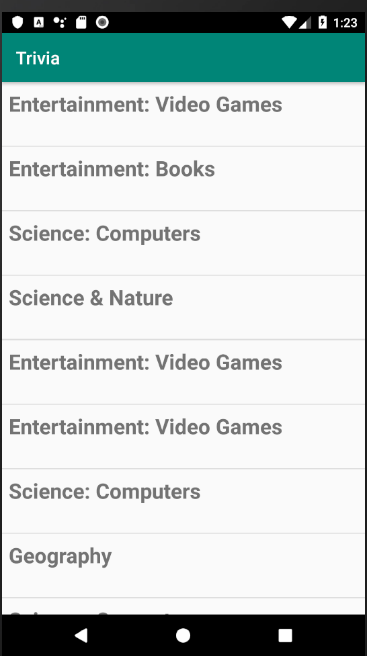 1:23
Trivia
Entertainment: Video Games
Entertainment: Books
Science: Computers
Science & Nature
Entertainment: Video Games
Entertainment: Video Games
Science: Computers
Geography